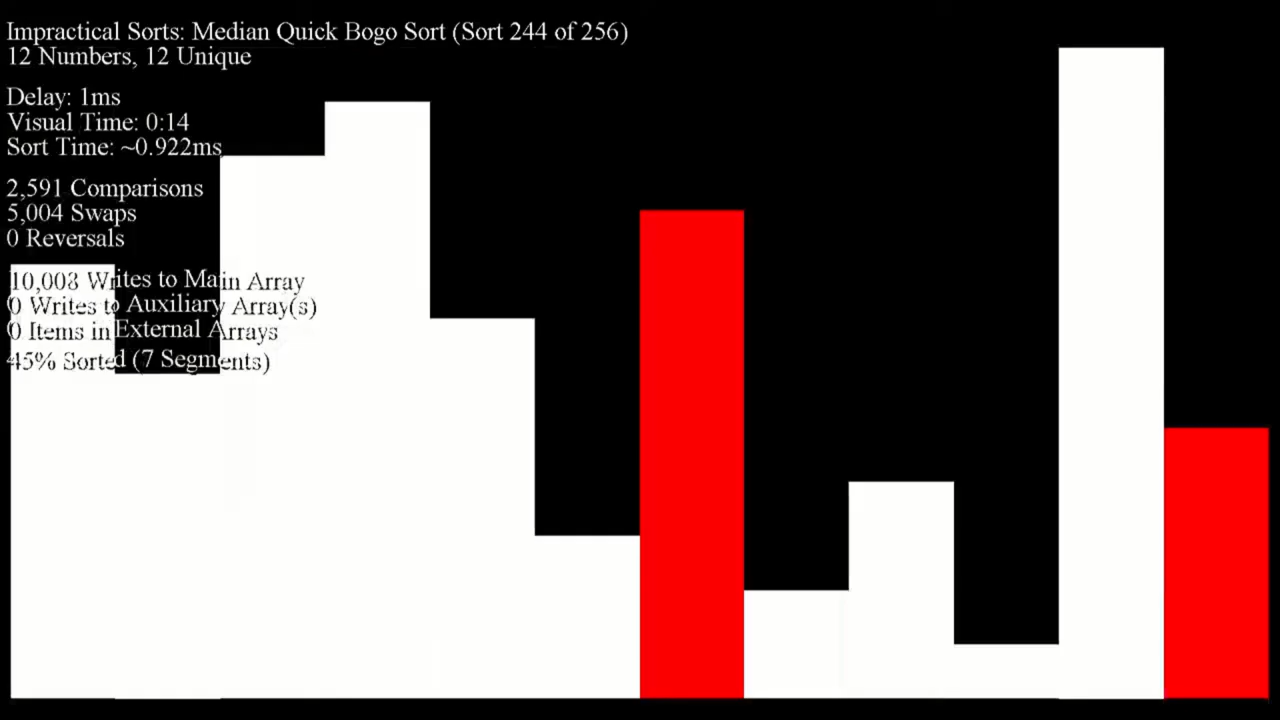 Impractical Sorts: Median Quick Bogo Sort (Sort 244 of 256)
12 Numbers, 12 Unique
Delay: 1ms
Visual Time: 0:14
Sort Time: ~0.922ms
2,591 Comparisons
5,004 Swaps
0 Reversals
10,008 Writes to Main Array
0 Writes to Auxiliary Array(s)
0 Items in External Arrays
45% Sorted (7 Segments)